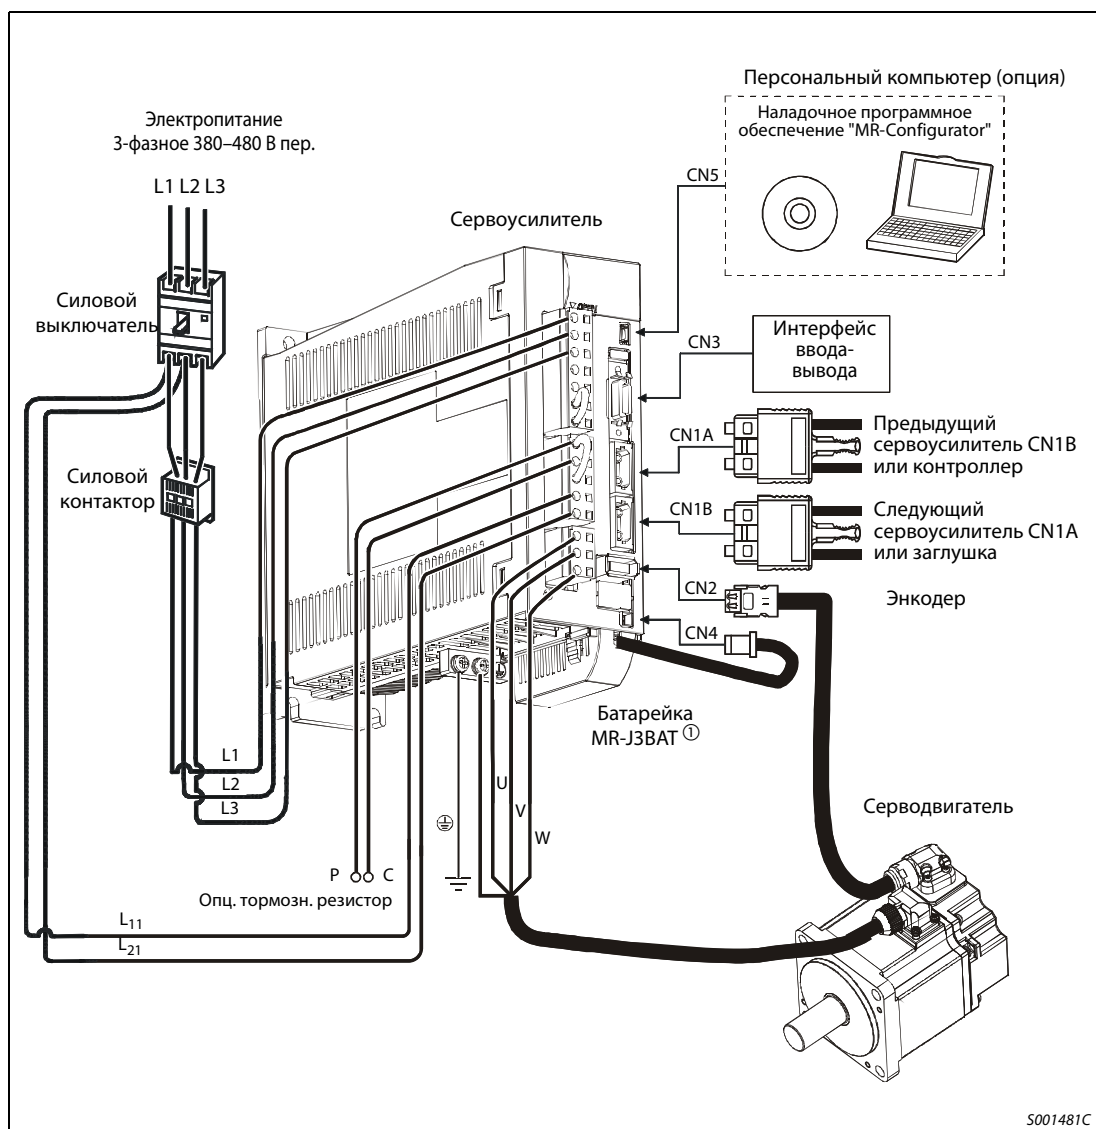 Персональный компьютер (опция)
Наладочное программное
обеспечение "MR-Configurator"
Электропитание
3-фазное 380–480 В пер.
L1 L2 L3
CN5
Сервоусилитель
Силовой
выключатель
OPEN
CN3
Интерфейс
ввода-
вывода
CN1A
Предыдущий
сервоусилитель CN1B
или контроллер
Силовой
контактор
CN1B
Следующий
сервоусилитель CN1A
или заглушка
CN2
Энкодер
CN4
Батарейка
MR-J3BAT ①
L1
L2
L3
U
V
W
Серводвигатель
P C
Опц. тормозн. резистор
L11
L21
S001481C